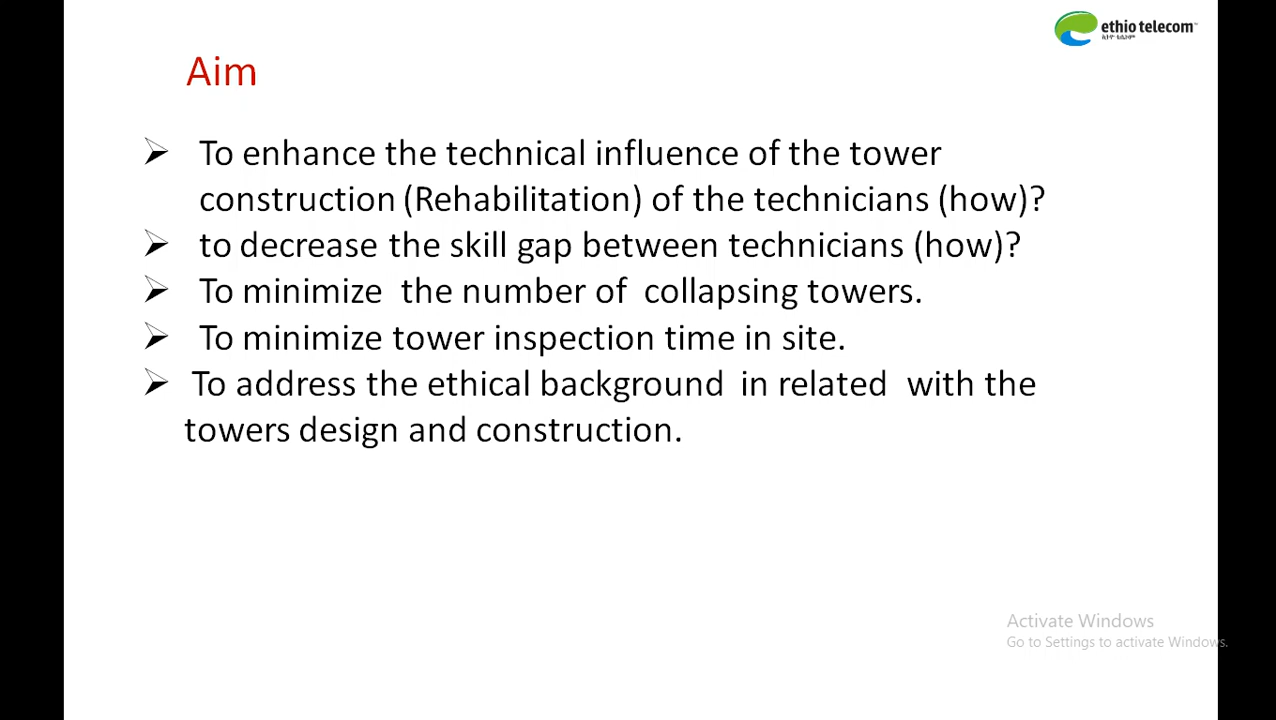 ethio telecom™
ኢትዮ ቴሌኮም
Aim
➢ To enhance the technical influence of the tower
construction (Rehabilitation) of the technicians (how)?
➢ to decrease the skill gap between technicians (how)?
➢ To minimize the number of collapsing towers.
➢ To minimize tower inspection time in site.
➢ To address the ethical background in related with the
towers design and construction.
Activate Windows
Go to Settings to activate Windows.